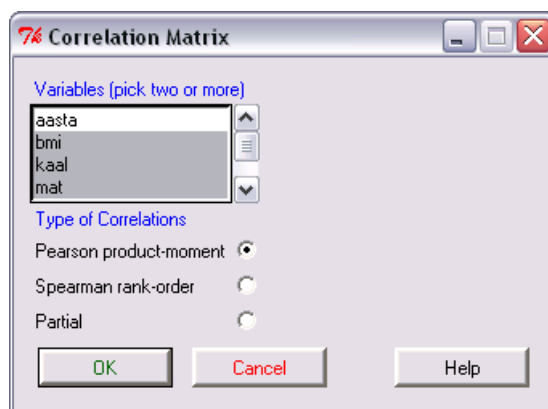 Correlation Matrix
Variables (pick two or more)
aasta
bmi
kaal
mat
Type of Correlations
Pearson product-moment
Spearman rank-order
Partial
OK
Cancel
Help